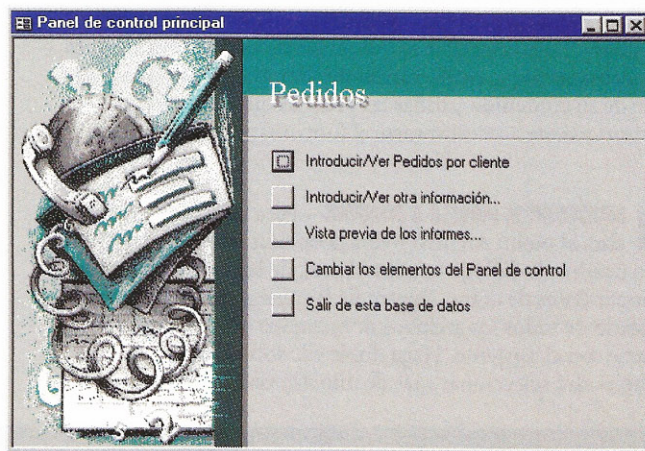 Panel de control principal
Pedidos
Introducir/Ver Pedidos por cliente
Introducir/Ver otra información...
Vista previa de los informes...
Cambiar los elementos del Panel de control
Salir de esta base de datos